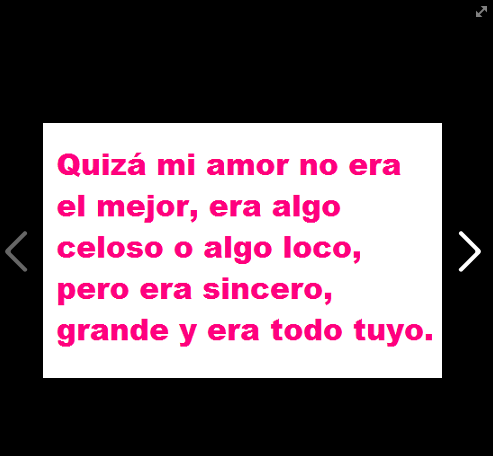 Quizá mi amor no era
el mejor, era algo
celoso o algo loco,
pero era sincero,
grande y era todo tuyo.